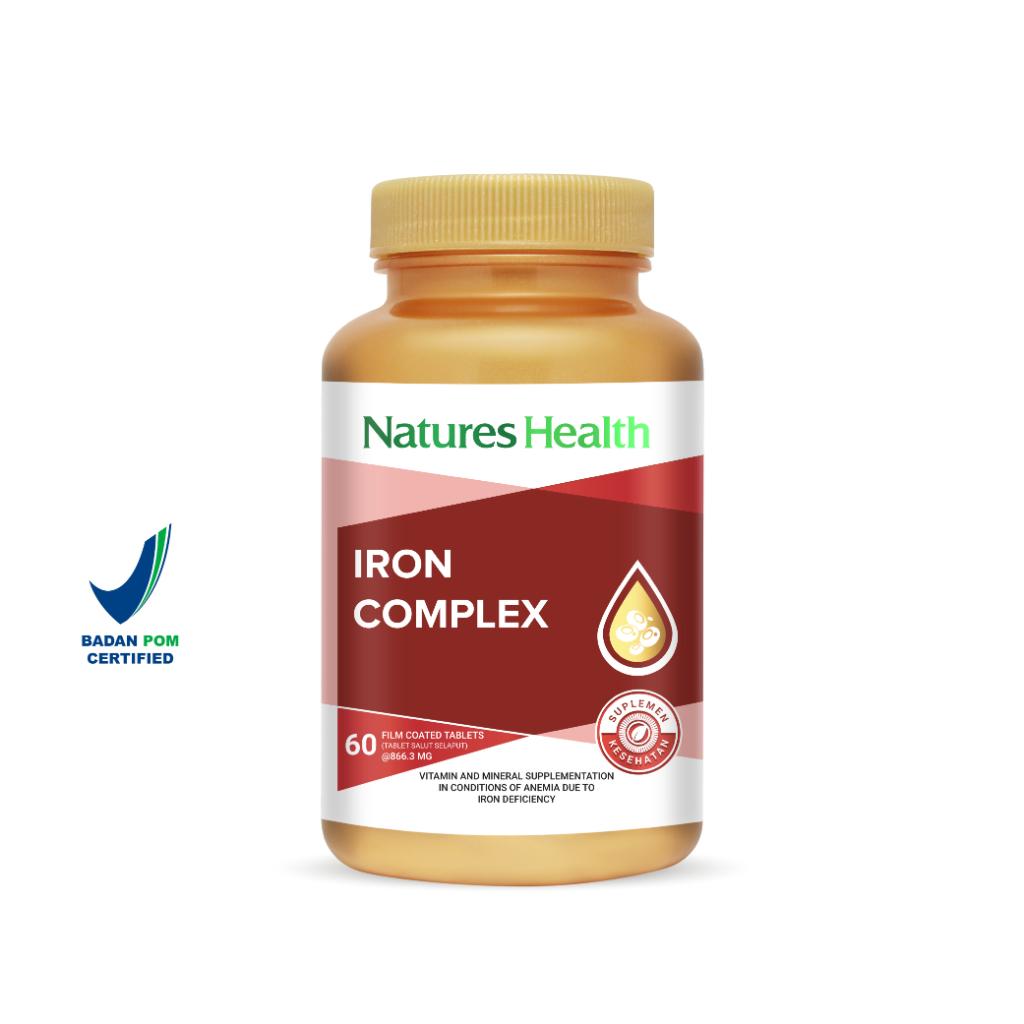 Natures Health
IRON
COMPLEX
SUPLEMEN
KESEHATAN
60 FILM COATED TABLETS
(TABLET SALUT SELAPUT)
@866.3 MG
VITAMIN AND MINERAL SUPPLEMENTATION
IN CONDITIONS OF ANEMIA DUE TO
IRON DEFICIENCY
BADAN POM
CERTIFIED